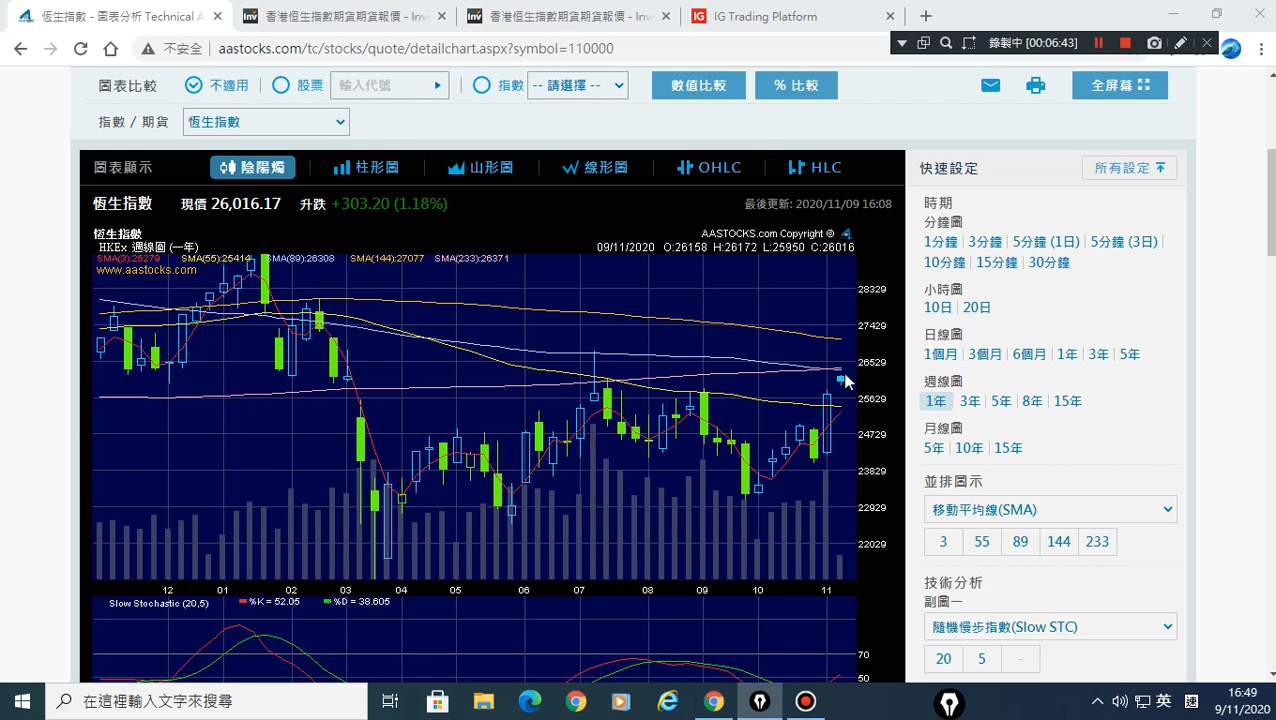 恆生指數 - 圖表分析 Technical A
香港恒生指數期貨期貨報價 - Inve
香港恒生指數期貨期貨報價 - Inve
IG Trading Platform
不安全 | aastocks.com/tc/stocks/quote/detailchart.aspx?symbol=110000
錄製中 [00:06:43]
圖表比較 不適用 股票 輸入代號 指數 -- 請選擇 -- 數值比較 % 比較 全屏幕
指數 / 期貨 恆生指數
圖表顯示 陰陽燭 柱形圖 山形圖 線形圖 OHLC HLC
恆生指數 現價 26,016.17 升跌 +303.20 (1.18%) 最後更新: 2020/11/09 16:08
恆生指數 AASTOCKS.com Copyright ©
HKEx 週線圖 (一年) 09/11/2020 O:26158 H:26172 L:25950 C:26016
SMA(3):25279 SMA(55):25414 SMA(89):26308 SMA(144):27077 SMA(233):26371
www.aastocks.com
28329
27429
26529
25629
24729
23829
22929
22029
12 01 02 03 04 05 06 07 08 09 10 11
Slow Stochastic (20,5) %K = 52.05 %D = 38.605
70
50
快速設定 所有設定
時期
分鐘圖
1分鐘 | 3分鐘 | 5分鐘 (1日) | 5分鐘 (3日)
10分鐘 | 15分鐘 | 30分鐘
小時圖
10日 | 20日
日線圖
1個月 | 3個月 | 6個月 | 1年 | 3年 | 5年
週線圖
1年 3年 | 5年 | 8年 | 15年
月線圖
5年 | 10年 | 15年
並排圖示
移動平均線(SMA)
3 55 89 144 233
技術分析
副圖一
隨機慢步指數(Slow STC)
20 5 -
在這裡輸入文字來搜尋
英
16:49
9/11/2020